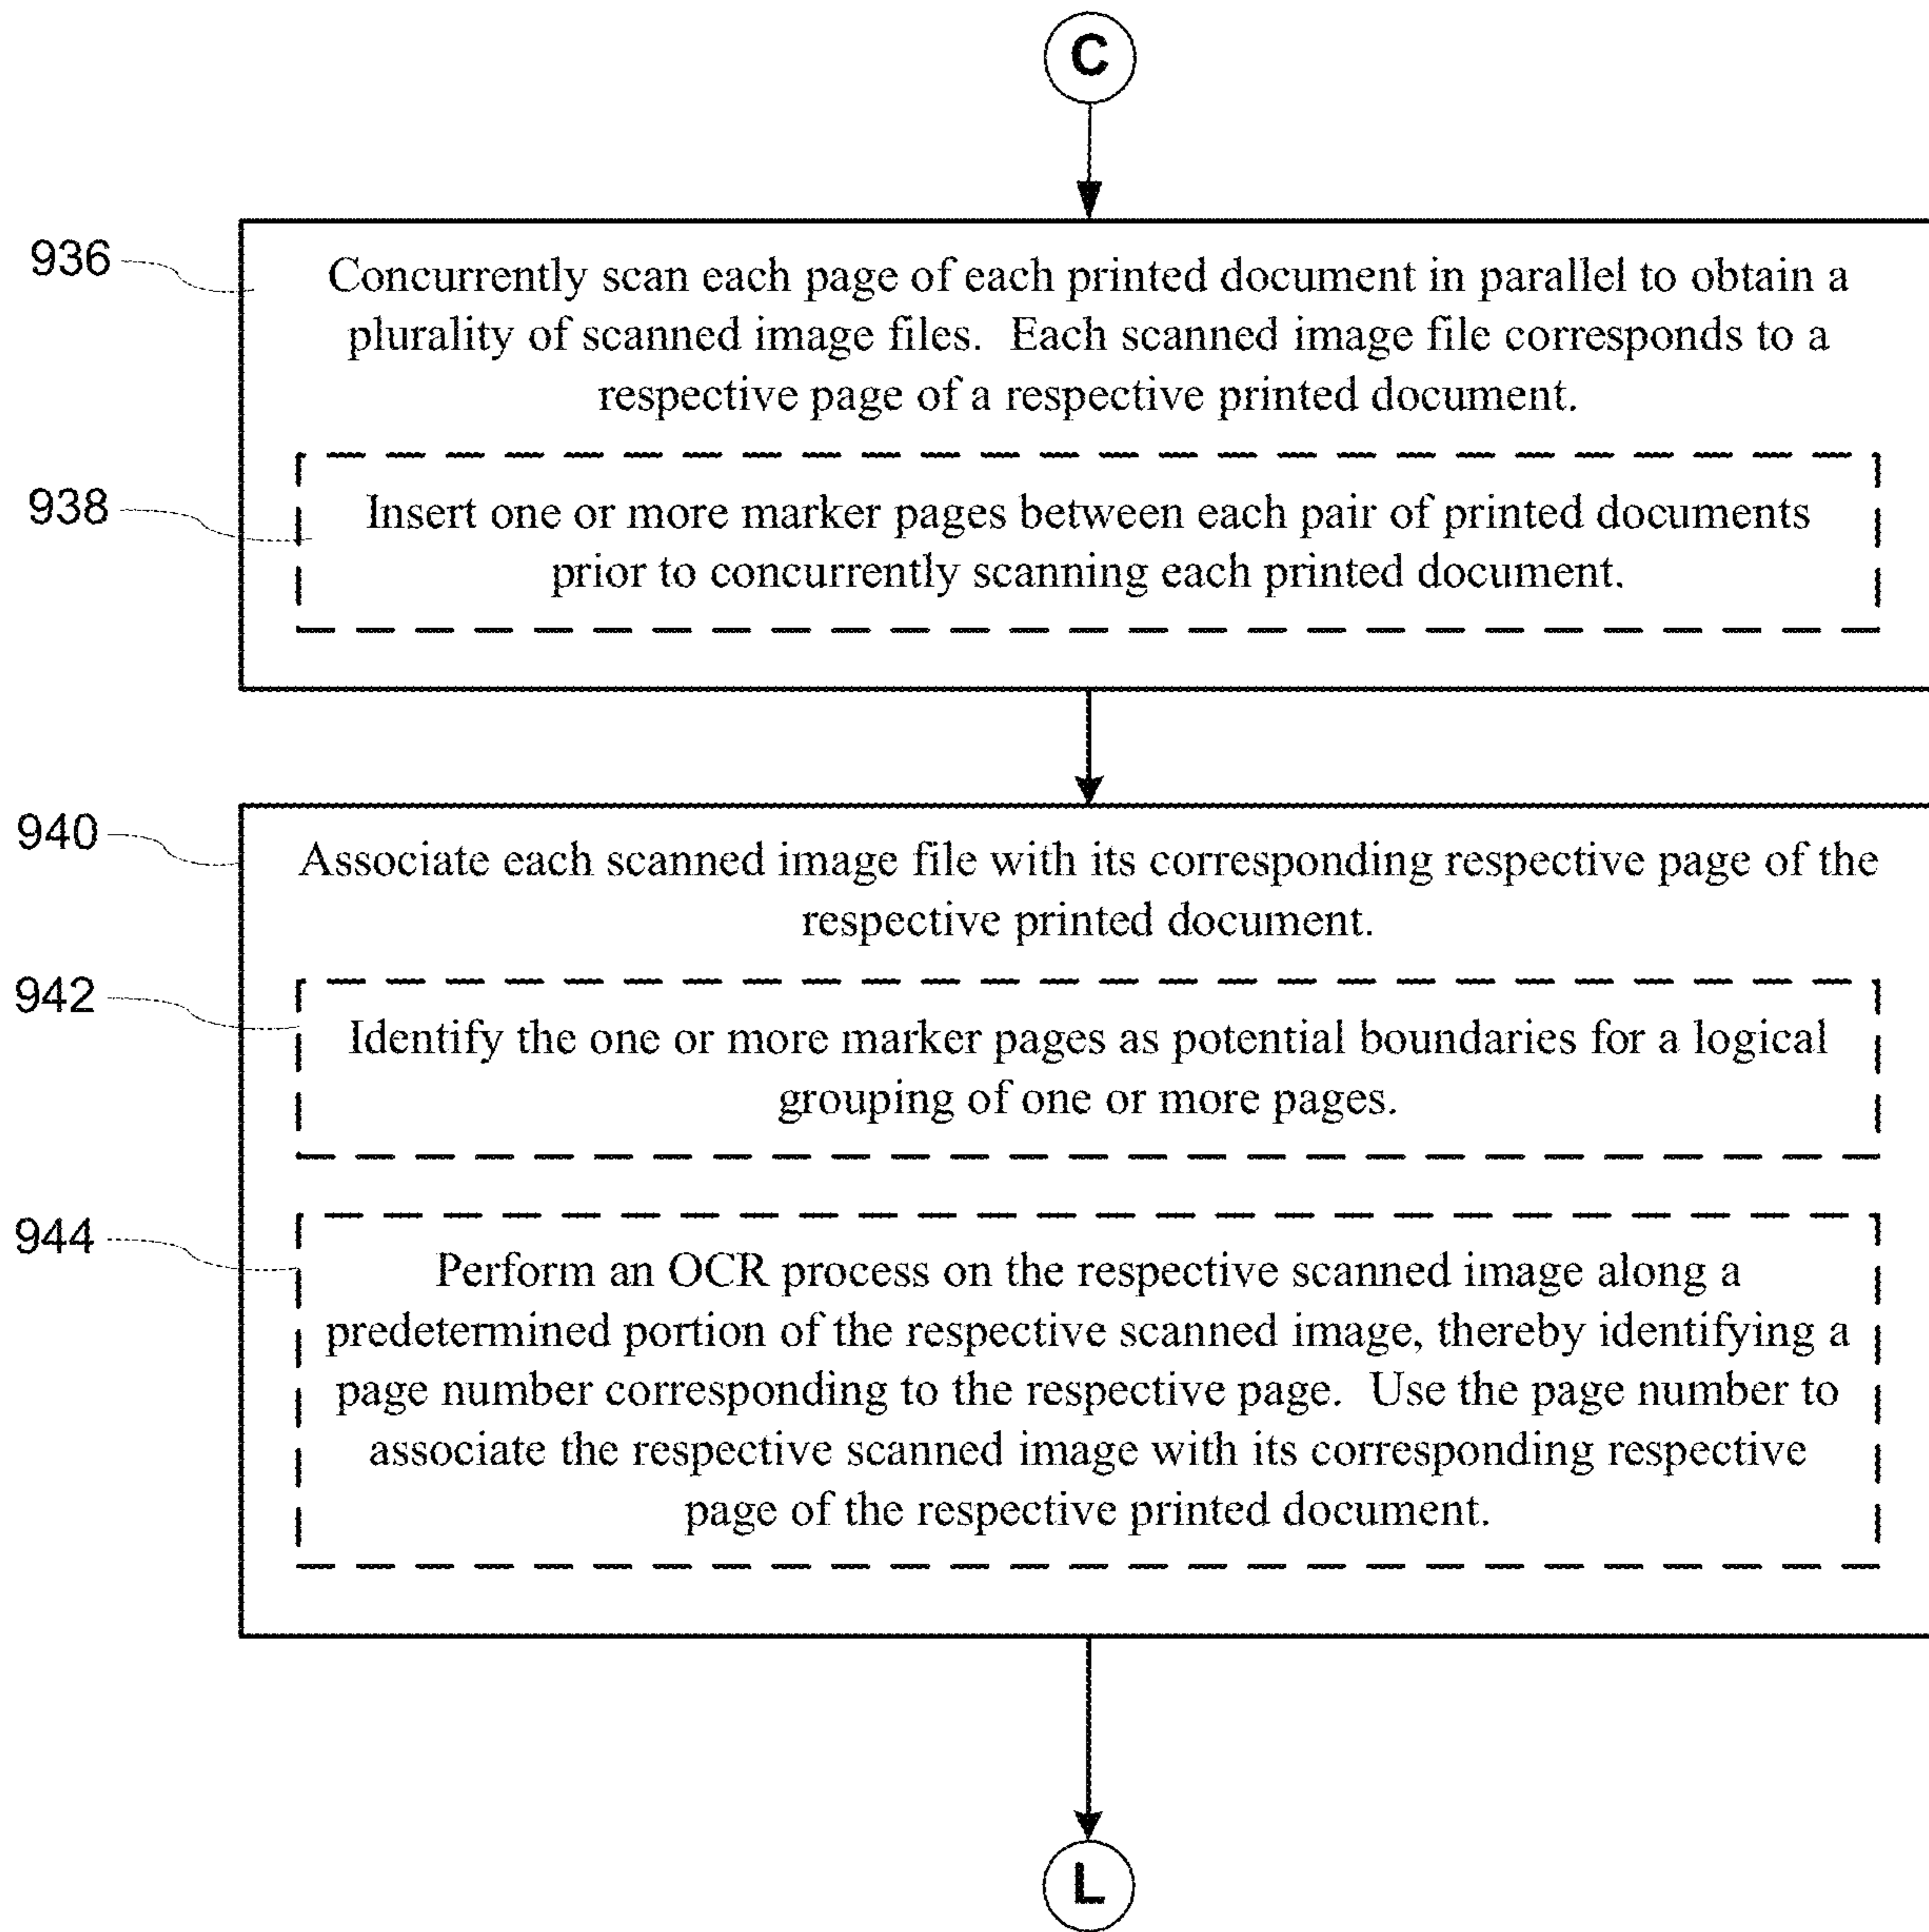 C
936
Concurrently scan each page of each printed document in parallel to obtain a
plurality of scanned image files. Each scanned image file corresponds to a
respective page of a respective printed document.
938
Insert one or more marker pages between each pair of printed documents
prior to concurrently scanning each printed document.
940
Associate each scanned image file with its corresponding respective page of the
respective printed document.
942
Identify the one or more marker pages as potential boundaries for a logical
grouping of one or more pages.
944
Perform an OCR process on the respective scanned image along a
predetermined portion of the respective scanned image, thereby identifying a
page number corresponding to the respective page. Use the page number to
associate the respective scanned image with its corresponding respective
page of the respective printed document.
L